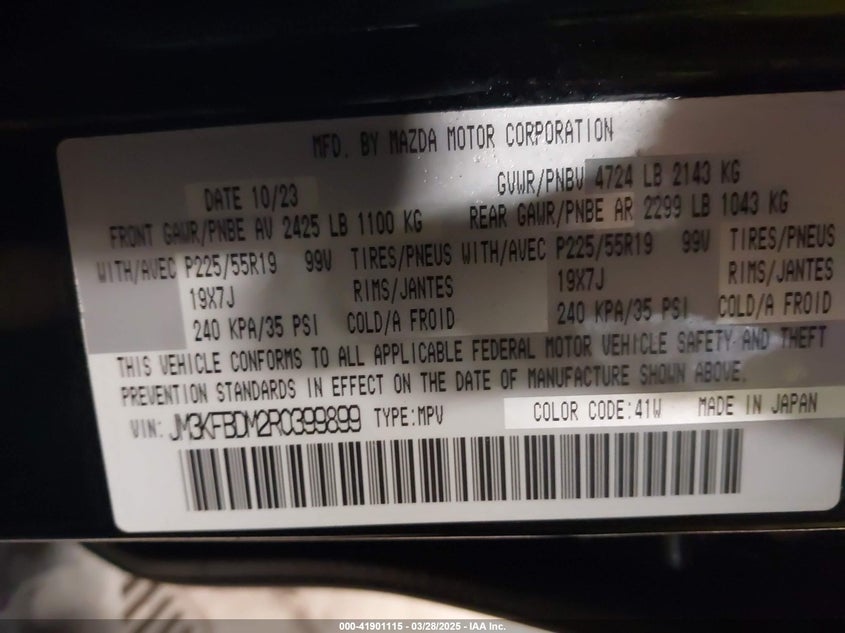 MFD. BY MAZDA MOTOR CORPORATION
DATE 10/23 GVWR/PNBV 4724 LB 2143 KG
FRONT GAWR/PNBE AV 2425 LB 1100 KG REAR GAWR/PNBE AR 2299 LB 1043 KG
WITH/AVEC P225/55R19 99V TIRES/PNEUS WITH/AVEC P225/55R19 99V TIRES/PNEUS
19X7J RIMS/JANTES 19X7J RIMS/JANTES
240 KPA/35 PSI COLD/A FROID 240 KPA/35 PSI COLD/A FROID
THIS VEHICLE CONFORMS TO ALL APPLICABLE FEDERAL MOTOR VEHICLE SAFETY AND THEFT
PREVENTION STANDARDS IN EFFECT ON THE DATE OF MANUFACTURE SHOWN ABOVE.
VIN: JM3KFBDM2R0399899 TYPE:MPV COLOR CODE:41W MADE IN JAPAN
000-41901115 - 03/28/2025 - IAA Inc.